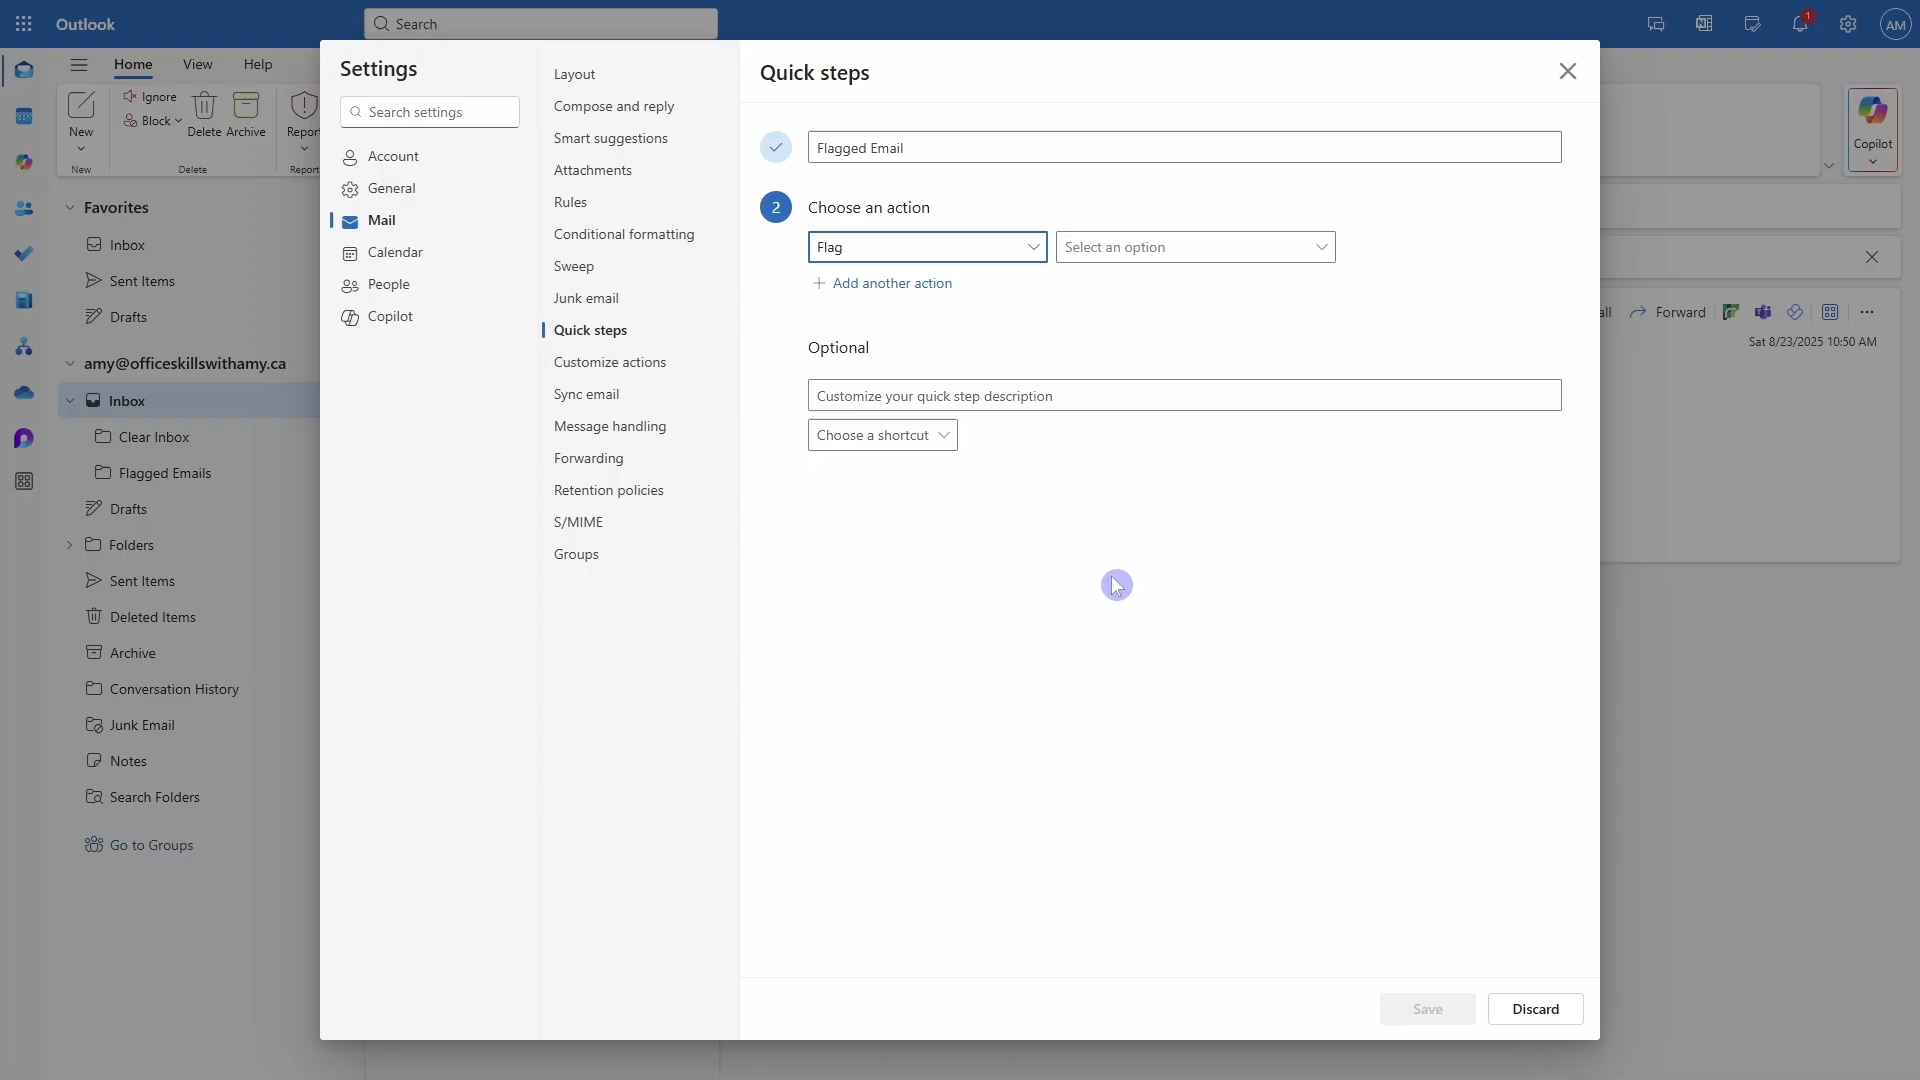 Outlook
Search
AM
1
Home
View
Help
New
Ignore
Block
Delete
Archive
Report
New
Delete
Report
Copilot
Favorites
Inbox
Sent Items
Drafts
amy@officeskillswithamy.ca
Inbox
Clear Inbox
Flagged Emails
Drafts
Folders
Sent Items
Deleted Items
Archive
Conversation History
Junk Email
Notes
Search Folders
Go to Groups
Settings
Search settings
Account
General
Mail
Calendar
People
Copilot
Layout
Compose and reply
Smart suggestions
Attachments
Rules
Conditional formatting
Sweep
Junk email
Quick steps
Customize actions
Sync email
Message handling
Forwarding
Retention policies
S/MIME
Groups
Quick steps
Flagged Email
2
Choose an action
Flag
Select an option
Add another action
Optional
Customize your quick step description
Choose a shortcut
Save
Discard
all
Forward
Sat 8/23/2025 10:50 AM